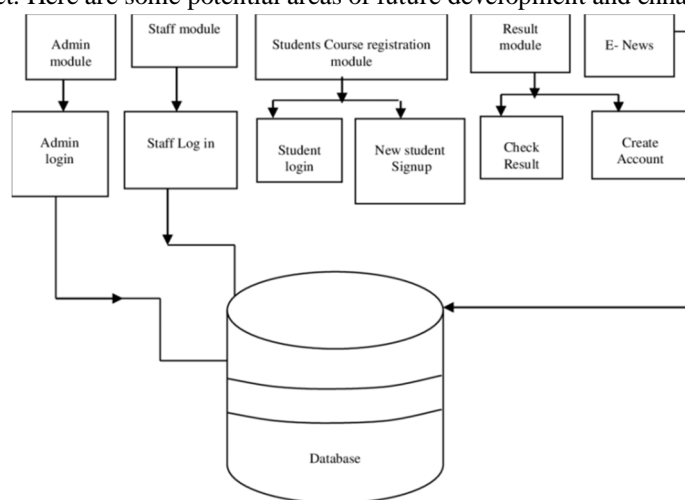 et. Here are some potential areas of future development and
Admin
module
Staff module
Students Course registration
module
Result
module
E- News
Admin
login
Staff Log in
Student
login
New student
Signup
Check
Result
Create
Account
Database